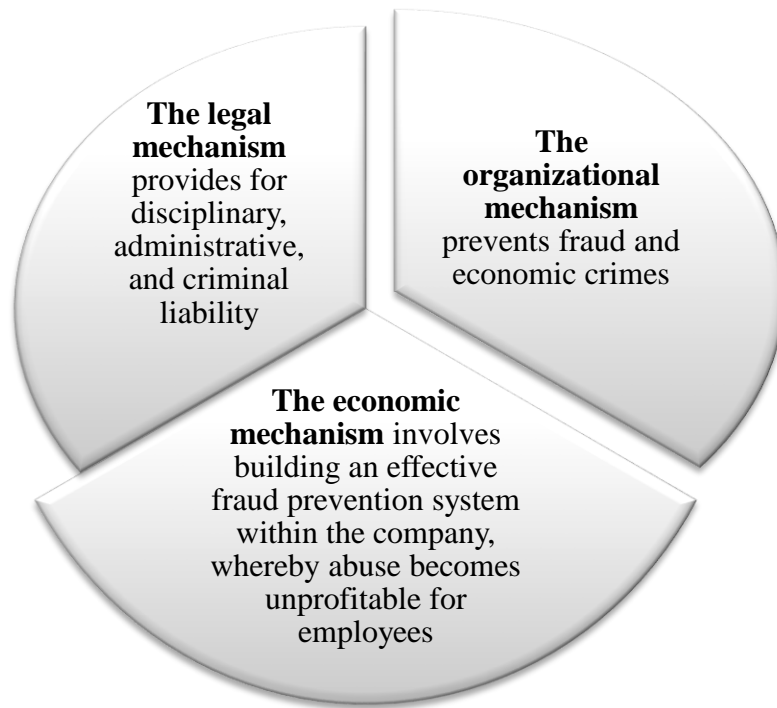 The legal
mechanism
provides for
disciplinary,
administrative,
and criminal
liability
The
organizational
mechanism
prevents fraud and
economic crimes
The economic
mechanism involves
building an effective
fraud prevention system
within the company,
whereby abuse becomes
unprofitable for
employees